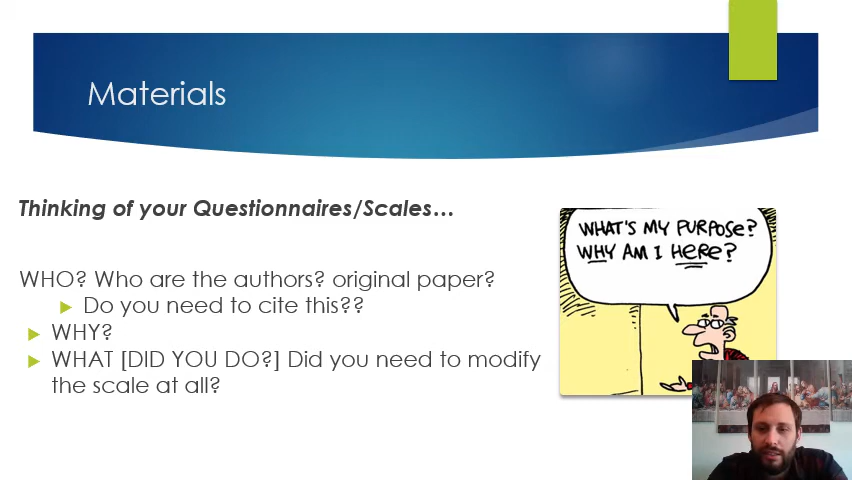 Materials
Thinking of your Questionnaires/Scales…
WHO? Who are the authors? original paper?
Do you need to cite this??
WHY?
WHAT [DID YOU DO?] Did you need to modify
the scale at all?
WHAT'S MY PURPOSE?
WHY AM I HERE?